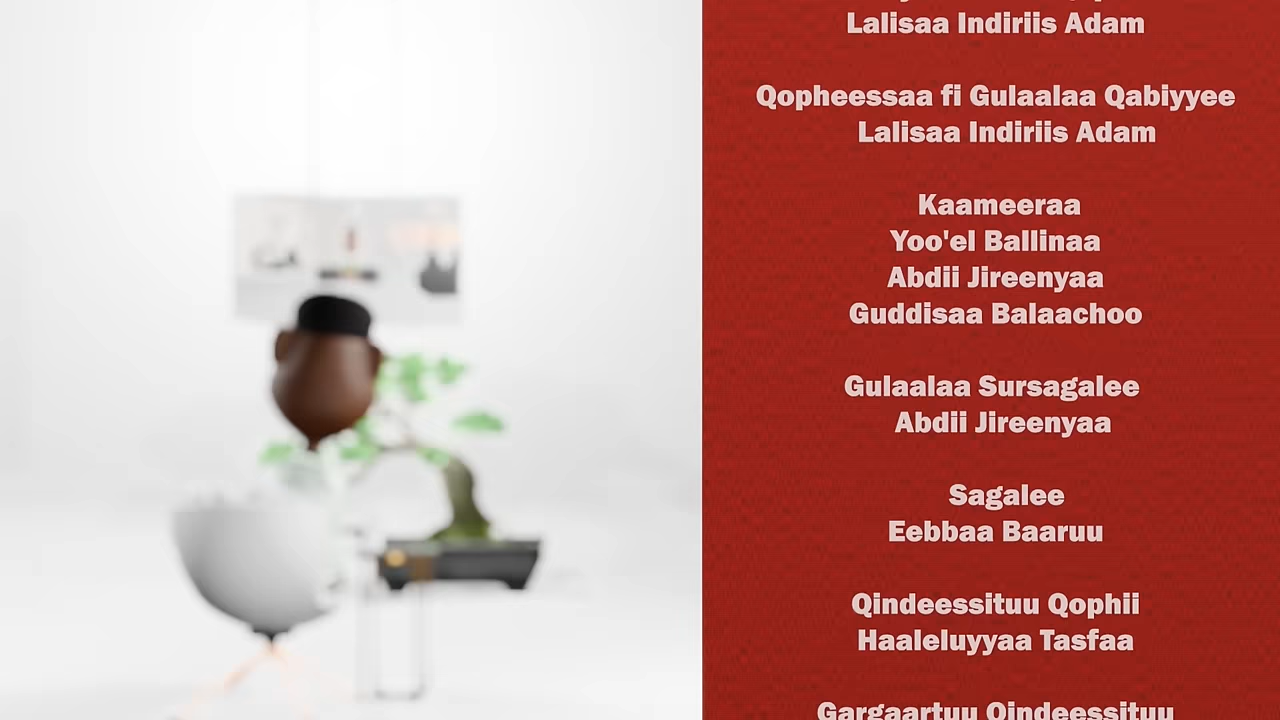 Lalisaa Indiriis Adam
Qopheessaa fi Gulaalaa Qabiyyee
Lalisaa Indiriis Adam
Kaameeraa
Yoo'el Ballinaa
Abdii Jireenyaa
Guddisaa Balaachoo
Gulaalaa Sursagalee
Abdii Jireenyaa
Sagalee
Eebbaa Baaruu
Qindeessituu Qophii
Haaleluyyaa Tasfaa
Gargaartuu Qindeessituu